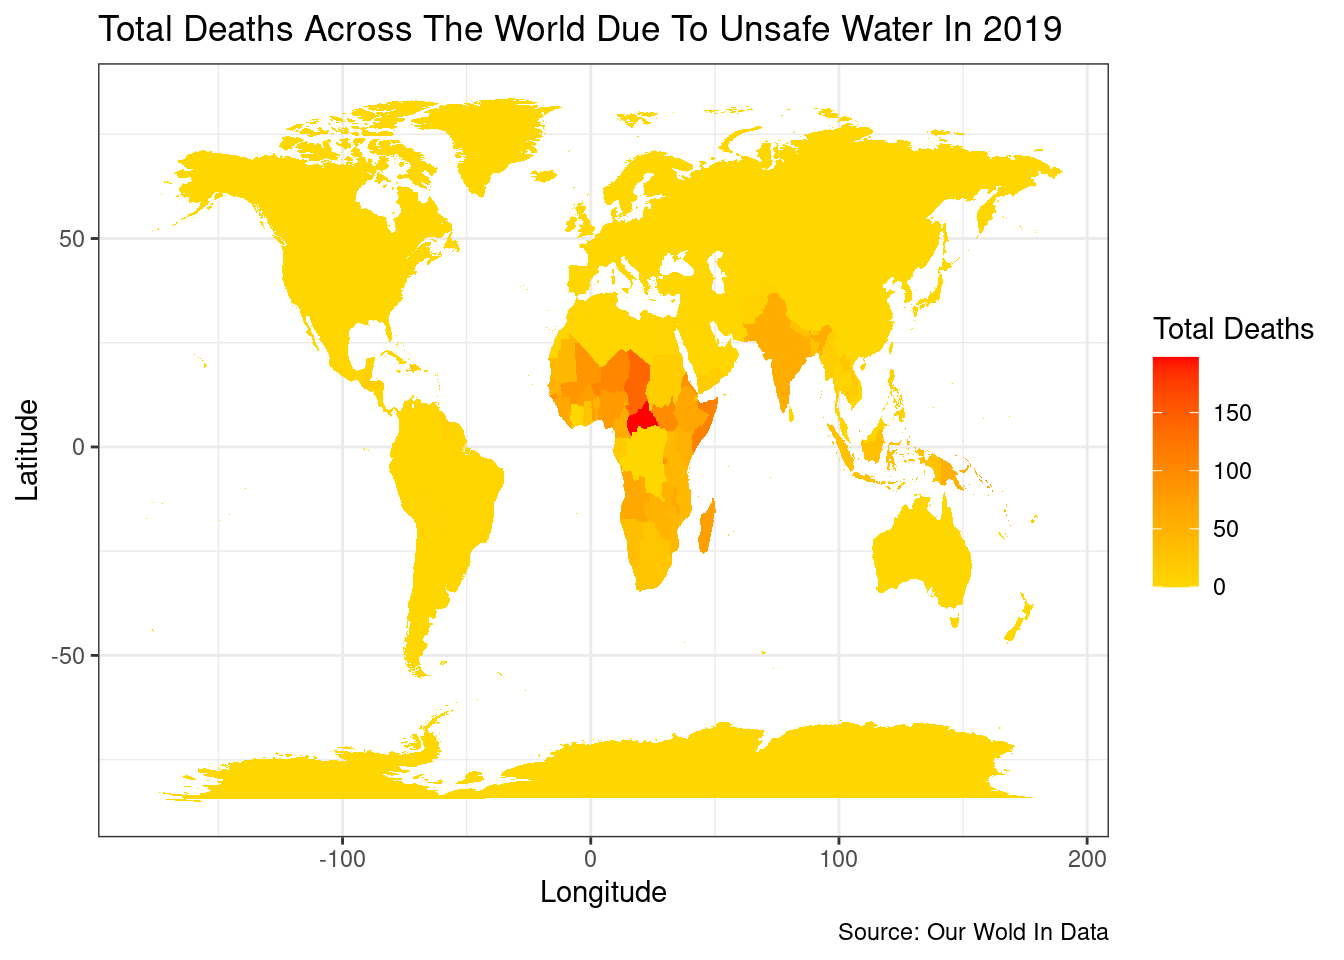 Total Deaths Across The World Due To Unsafe Water In 2019
Total Deaths
150
100
50
0
50
0
-50
Latitude
-100
0
100
200
Longitude
Source: Our Wold In Data